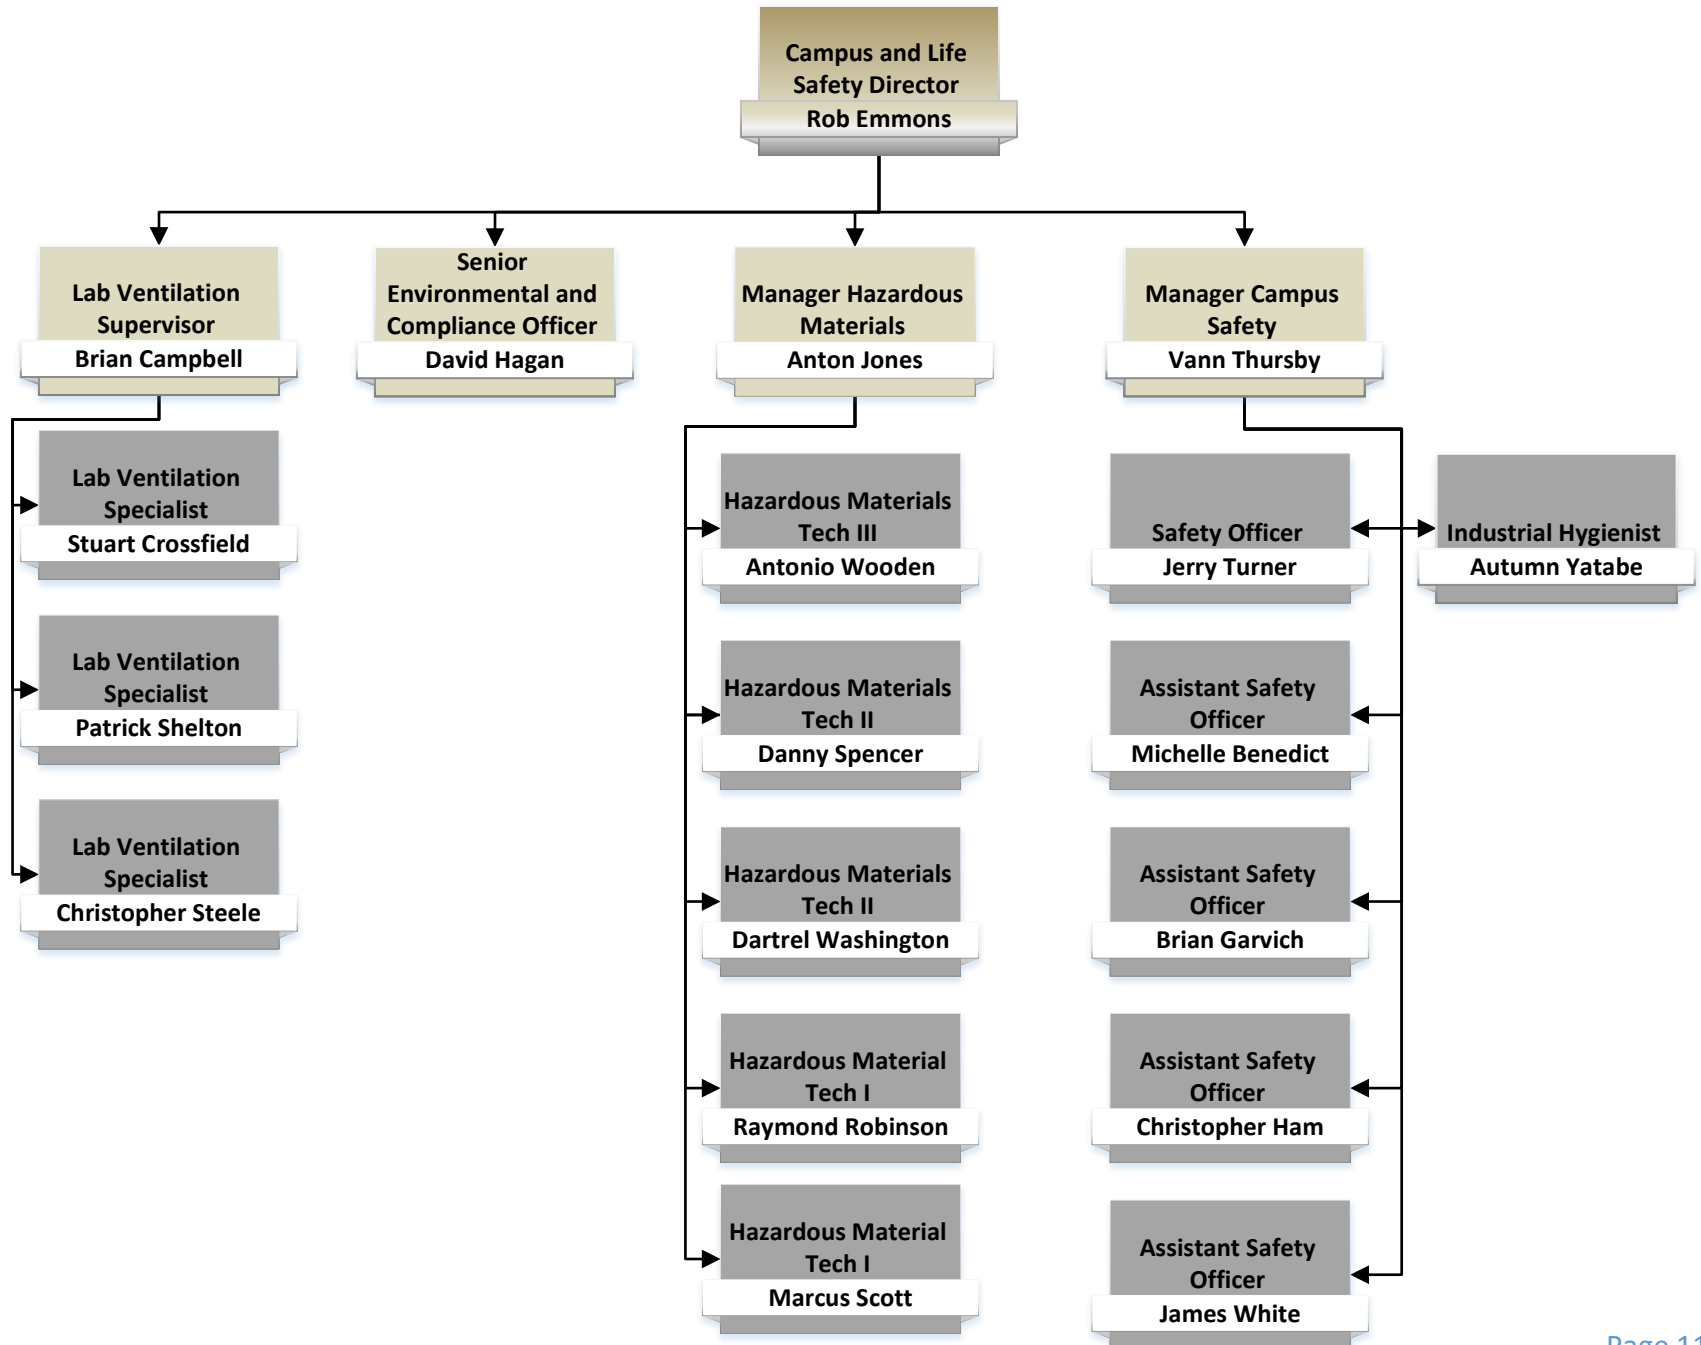 Campus and Life
Safety Director
Rob Emmons
Lab Ventilation
Supervisor
Brian Campbell
Senior
Environmental and
Compliance Officer
David Hagan
Manager Hazardous
Materials
Anton Jones
Manager Campus
Safety
Vann Thursby
Lab Ventilation
Specialist
Stuart Crossfield
Lab Ventilation
Specialist
Patrick Shelton
Lab Ventilation
Specialist
Christopher Steele
Hazardous Materials
Tech III
Antonio Wooden
Hazardous Materials
Tech II
Danny Spencer
Hazardous Materials
Tech II
Dartrel Washington
Hazardous Material
Tech I
Raymond Robinson
Hazardous Material
Tech I
Marcus Scott
Safety Officer
Jerry Turner
Assistant Safety
Officer
Michelle Benedict
Assistant Safety
Officer
Brian Garvich
Assistant Safety
Officer
Christopher Ham
Assistant Safety
Officer
James White
Industrial Hygienist
Autumn Yatabe
Page 11